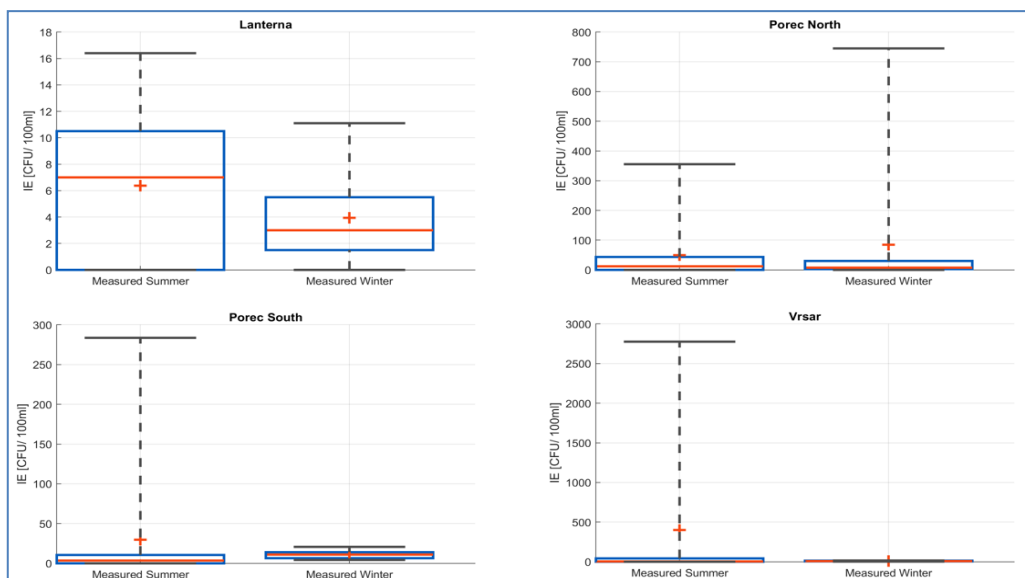 Lanterna
18
16
14
12
10
8
6
4
2
0
IE [CFU/ 100ml]
Measured Summer
Measured Winter
Porec North
800
700
600
500
400
300
200
100
0
IE [CFU/ 100ml]
Measured Summer
Measured Winter
Porec South
300
250
200
150
100
50
0
IE [CFU/ 100ml]
Measured Summer
Measured Winter
Vrsar
3000
2500
2000
1500
1000
500
0
IE [CFU/ 100ml]
Measured Summer
Measured Winter